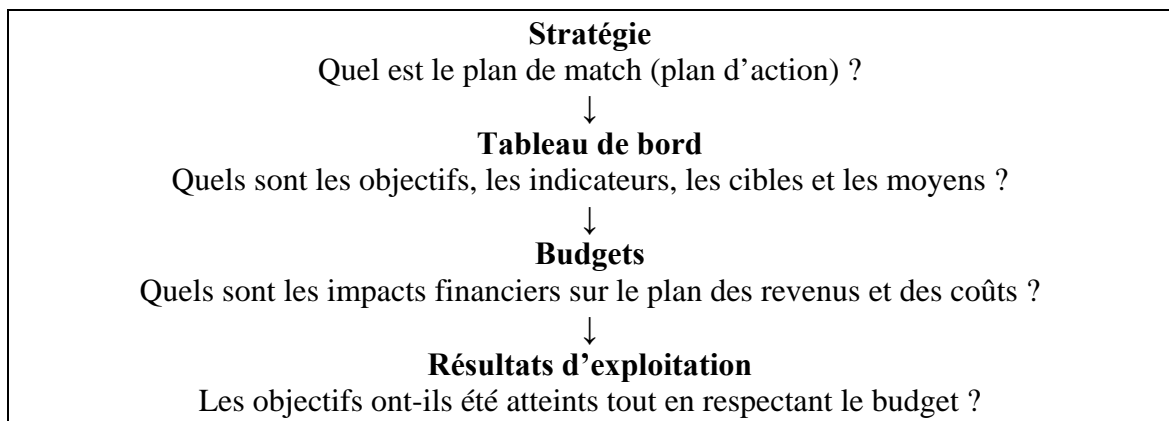 Stratégie
Quel est le plan de match (plan d’action) ?
↓
Tableau de bord
Quels sont les objectifs, les indicateurs, les cibles et les moyens ?
↓
Budgets
Quels sont les impacts financiers sur le plan des revenus et des coûts ?
↓
Résultats d’exploitation
Les objectifs ont-ils été atteints tout en respectant le budget ?